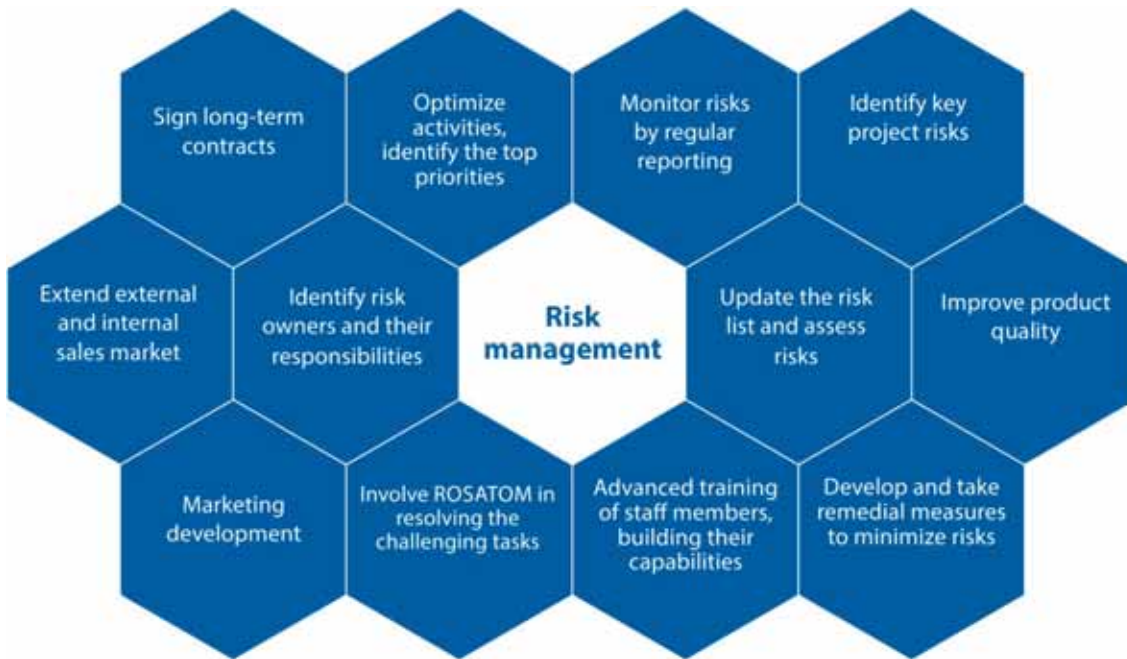 Sign long-term
contracts
Optimize
activities,
identify the top
priorities
Monitor risks
by regular
reporting
Identify key
project risks
Extend external
and internal
sales market
Identify risk
owners and their
responsibilities
Risk
management
Update the risk
list and assess
risks
Improve product
quality
Marketing
development
Involve ROSATOM in
resolving the
challenging tasks
Advanced training
of staff members,
building their
capabilities
Develop and take
remedial measures
to minimize risks